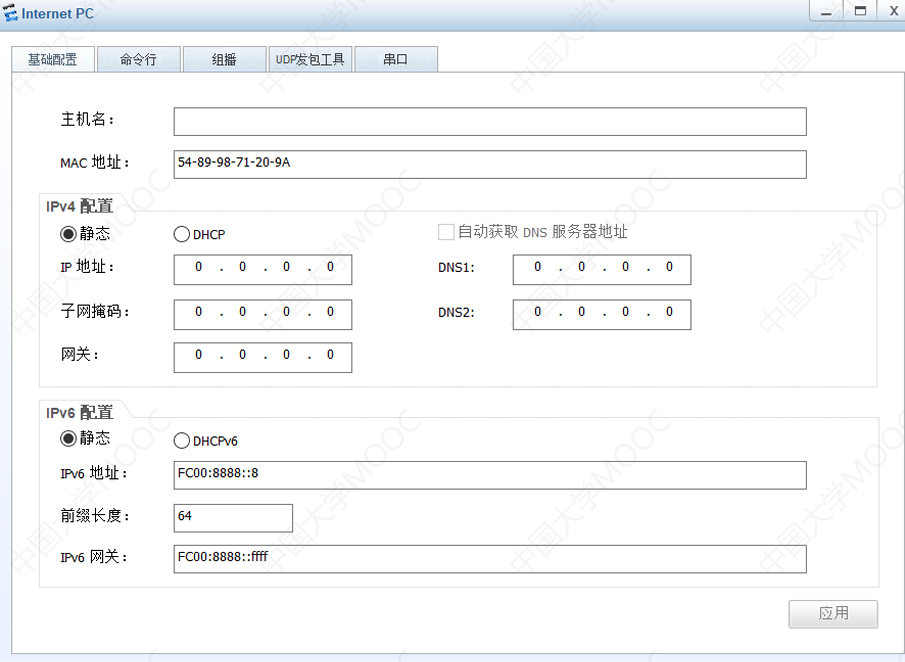 Internet PC
基础配置 命令行 组播 UDP发包工具 串口
主机名：
MAC 地址： 54-89-98-71-20-9A
IPv4 配置
静态 DHCP 自动获取 DNS 服务器地址
IP 地址： 0 . 0 . 0 . 0 DNS1: 0 . 0 . 0 . 0
子网掩码： 0 . 0 . 0 . 0 DNS2: 0 . 0 . 0 . 0
网关： 0 . 0 . 0 . 0
IPv6 配置
静态 DHCPv6
IPv6 地址： FC00:8888::8
前缀长度： 64
IPv6 网关： FC00:8888::ffff
应用
中国大学MOOC